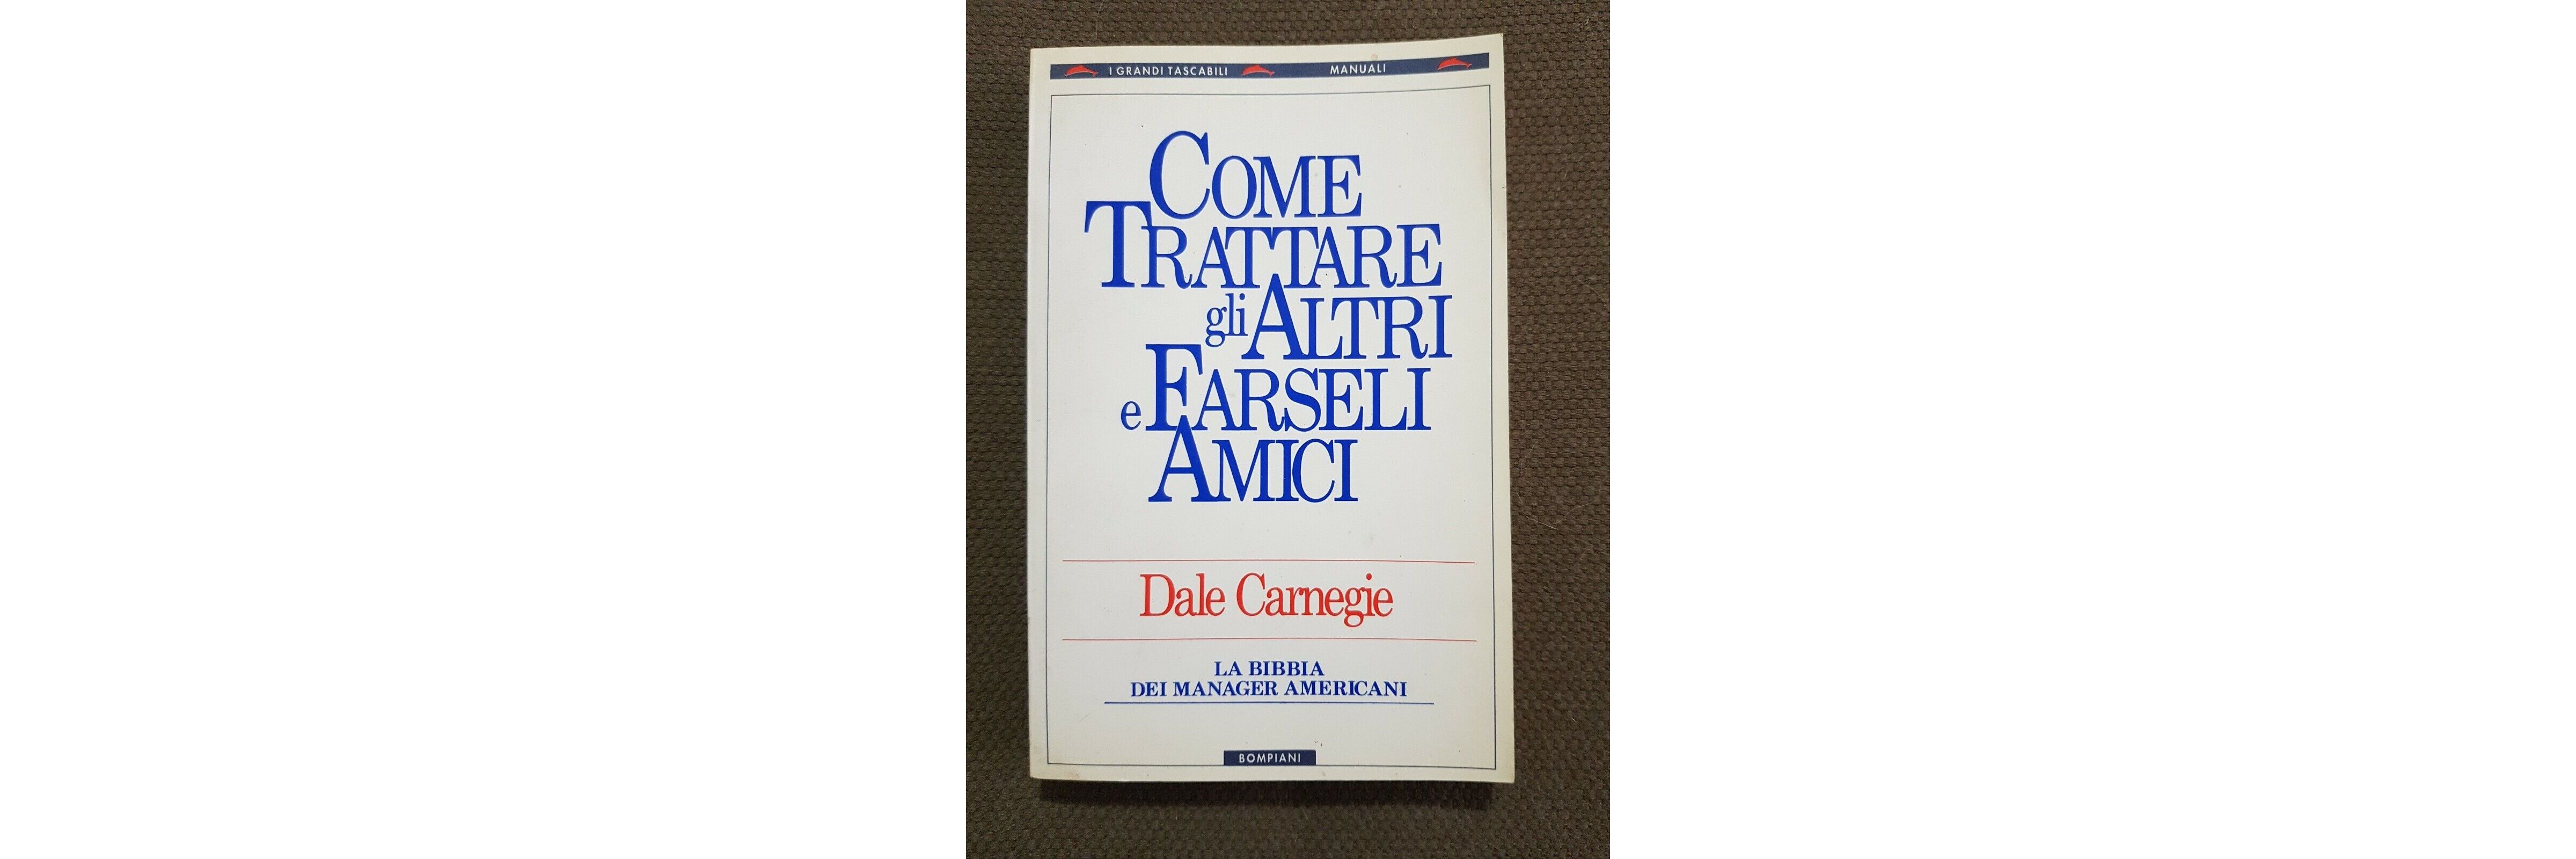 I GRANDI TASCABILI MANUALI
COME
TRATTARE
gli ALTRI
e FARSELI
AMICI
Dale Carnegie
LA BIBBIA
DEI MANAGER AMERICANI
BOMPIANI